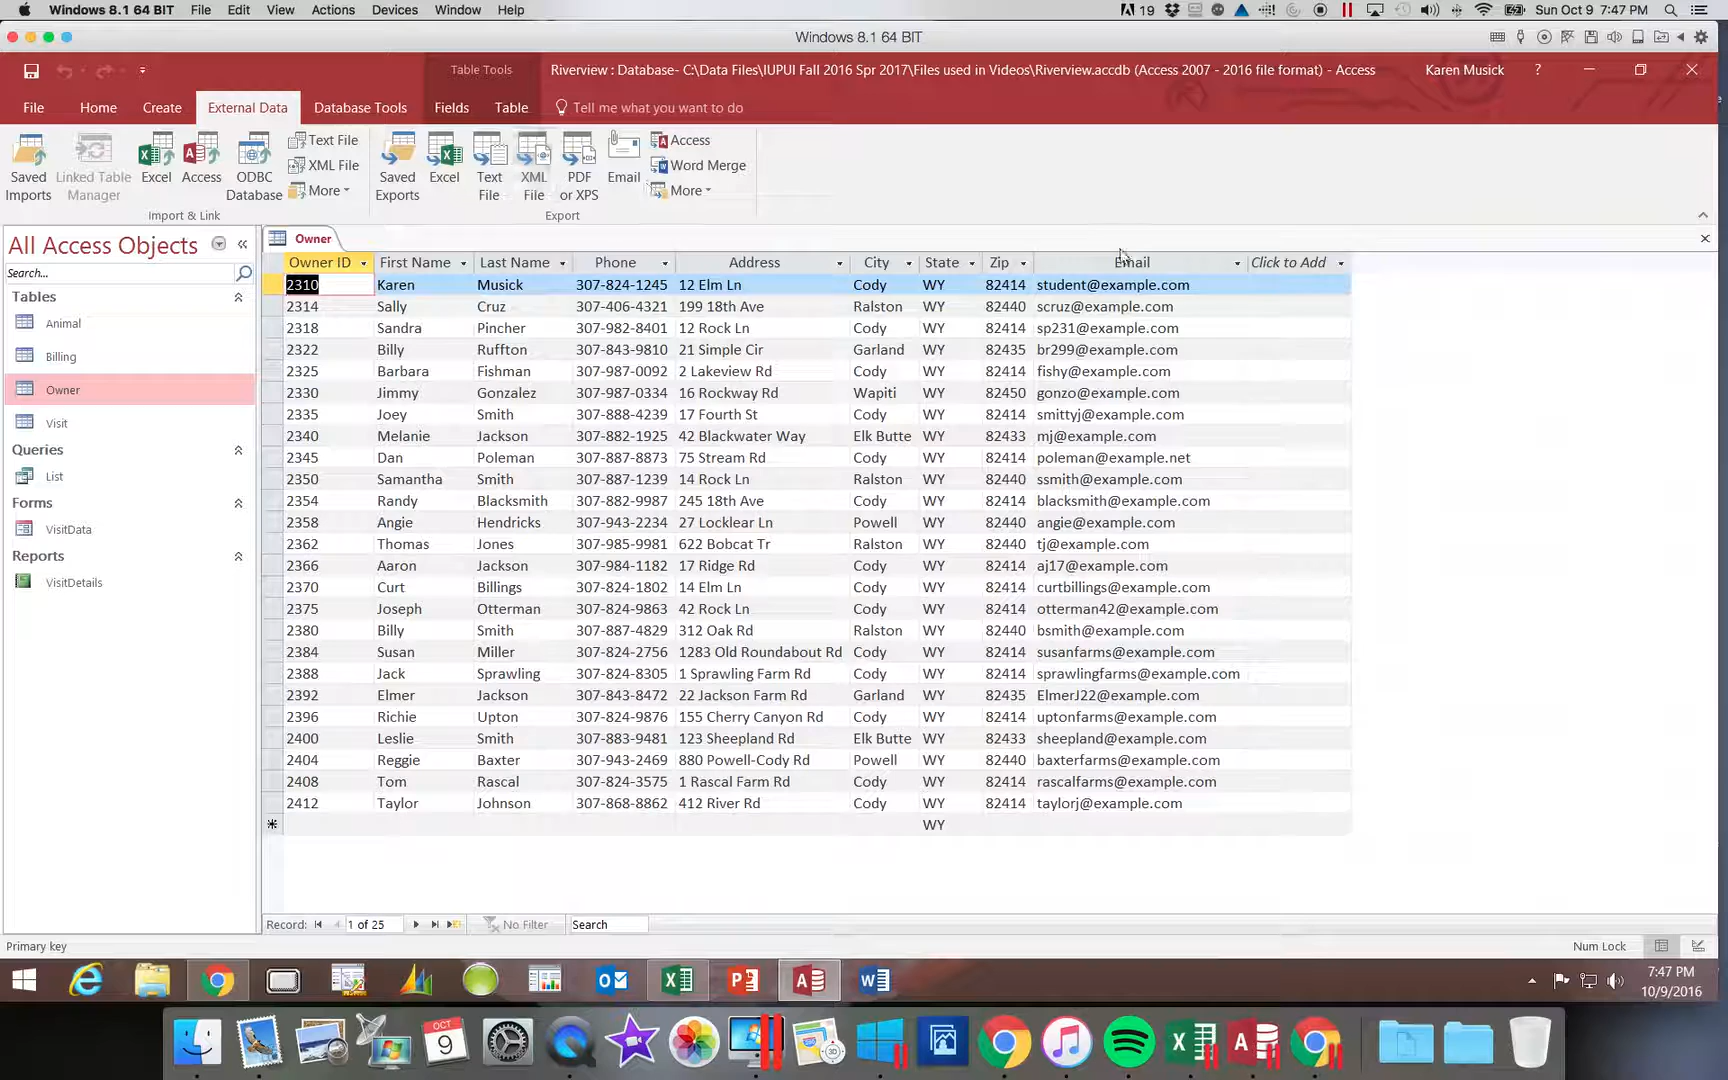 Windows 8.1 64 BIT File Edit View Actions Devices Window Help 19 Sun Oct 9 7:47 PM
Windows 8.1 64 BIT
Table Tools Riverview : Database- C:\Data Files\IUPUI Fall 2016 Spr 2017\Files used in Videos\Riverview.accdb (Access 2007 - 2016 file format) - Access Karen Musick ?
File Home Create External Data Database Tools Fields Table Tell me what you want to do
Saved Imports
Linked Table Manager
Excel
Access
ODBC Database
Text File
XML File
More
Import & Link
Saved Exports
Excel
Text File
XML File
PDF or XPS
Email
Access
Word Merge
More
Export
All Access Objects
Search...
Tables
Animal
Billing
Owner
Visit
Queries
List
Forms
VisitData
Reports
VisitDetails
Owner
Owner ID First Name Last Name Phone Address City State Zip Email Click to Add
2310 Karen Musick 307-824-1245 12 Elm Ln Cody WY 82414 student@example.com
2314 Sally Cruz 307-406-4321 199 18th Ave Ralston WY 82440 scruz@example.com
2318 Sandra Pincher 307-982-8401 12 Rock Ln Cody WY 82414 sp231@example.com
2322 Billy Ruffton 307-843-9810 21 Simple Cir Garland WY 82435 br299@example.com
2325 Barbara Fishman 307-987-0092 2 Lakeview Rd Cody WY 82414 fishy@example.com
2330 Jimmy Gonzalez 307-987-0334 16 Rockway Rd Wapiti WY 82450 gonzo@example.com
2335 Joey Smith 307-888-4239 17 Fourth St Cody WY 82414 smittyj@example.com
2340 Melanie Jackson 307-882-1925 42 Blackwater Way Elk Butte WY 82433 mj@example.com
2345 Dan Poleman 307-887-8873 75 Stream Rd Cody WY 82414 poleman@example.net
2350 Samantha Smith 307-887-1239 14 Rock Ln Ralston WY 82440 ssmith@example.com
2354 Randy Blacksmith 307-882-9987 245 18th Ave Cody WY 82414 blacksmith@example.com
2358 Angie Hendricks 307-943-2234 27 Locklear Ln Powell WY 82440 angie@example.com
2362 Thomas Jones 307-985-9981 622 Bobcat Tr Ralston WY 82440 tj@example.com
2366 Aaron Jackson 307-984-1182 17 Ridge Rd Cody WY 82414 aj17@example.com
2370 Curt Billings 307-824-1802 14 Elm Ln Cody WY 82414 curtbillings@example.com
2375 Joseph Otterman 307-824-9863 42 Rock Ln Cody WY 82414 otterman42@example.com
2380 Billy Smith 307-887-4829 312 Oak Rd Ralston WY 82440 bsmith@example.com
2384 Susan Miller 307-824-2756 1283 Old Roundabout Rd Cody WY 82414 susanfarms@example.com
2388 Jack Sprawling 307-824-8305 1 Sprawling Farm Rd Cody WY 82414 sprawlingfarms@example.com
2392 Elmer Jackson 307-843-8472 22 Jackson Farm Rd Garland WY 82435 ElmerJ22@example.com
2396 Richie Upton 307-824-9876 155 Cherry Canyon Rd Cody WY 82414 uptonfarms@example.com
2400 Leslie Smith 307-883-9481 123 Sheepland Rd Elk Butte WY 82433 sheepland@example.com
2404 Reggie Baxter 307-943-2469 880 Powell-Cody Rd Powell WY 82440 baxterfarms@example.com
2408 Tom Rascal 307-824-3575 1 Rascal Farm Rd Cody WY 82414 rascalfarms@example.com
2412 Taylor Johnson 307-868-8862 412 River Rd Cody WY 82414 taylorj@example.com
WY
Record: 1 of 25 No Filter Search
Primary key Num Lock
7:47 PM
10/9/2016
OCT
9